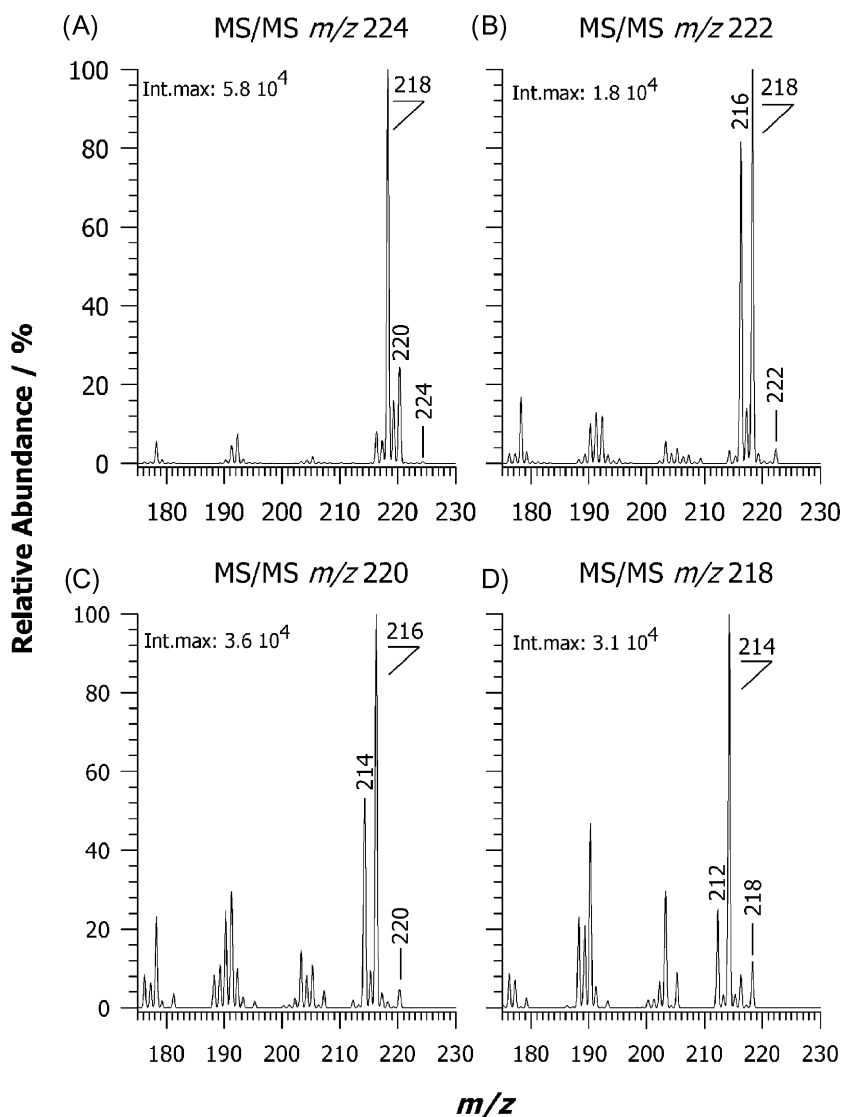 (A) MS/MS m/z 224
Int.max: 5.8 10^4
218
220
224
100
80
60
40
20
0
180 190 200 210 220 230
(B) MS/MS m/z 222
Int.max: 1.8 10^4
216
218
222
180 190 200 210 220 230
Relative Abundance / %
(C) MS/MS m/z 220
Int.max: 3.6 10^4
216
214
220
100
80
60
40
20
0
180 190 200 210 220 230
D) MS/MS m/z 218
Int.max: 3.1 10^4
214
212
218
180 190 200 210 220 230
m/z